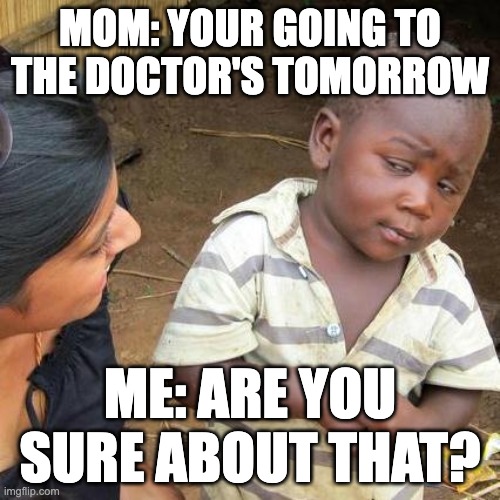 MOM: YOUR GOING TO
THE DOCTOR'S TOMORROW
ME: ARE YOU
SURE ABOUT THAT?
imgflip.com